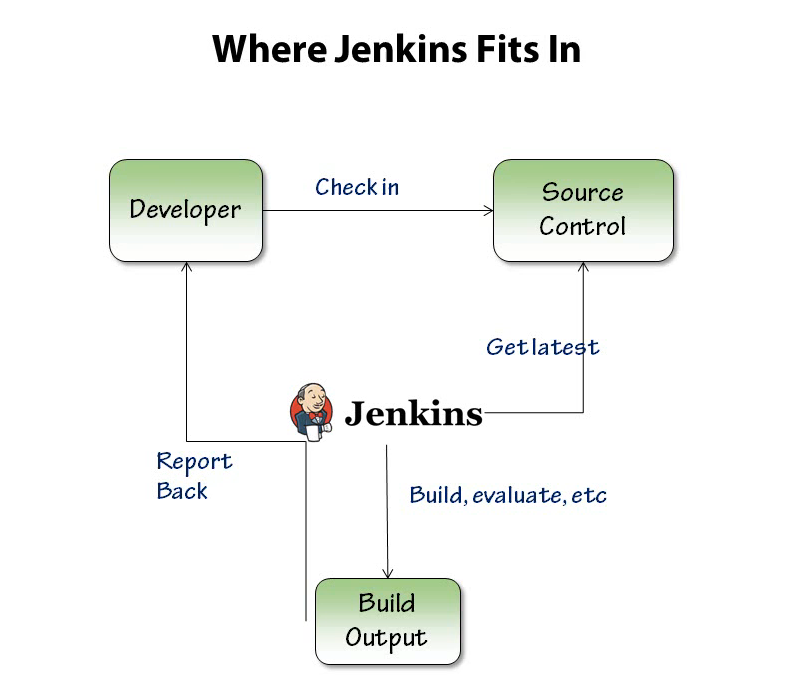 Where Jenkins Fits In
Developer
Check in
Source
Control
Get latest
Jenkins
Report
Back
Build, evaluate, etc
Build
Output